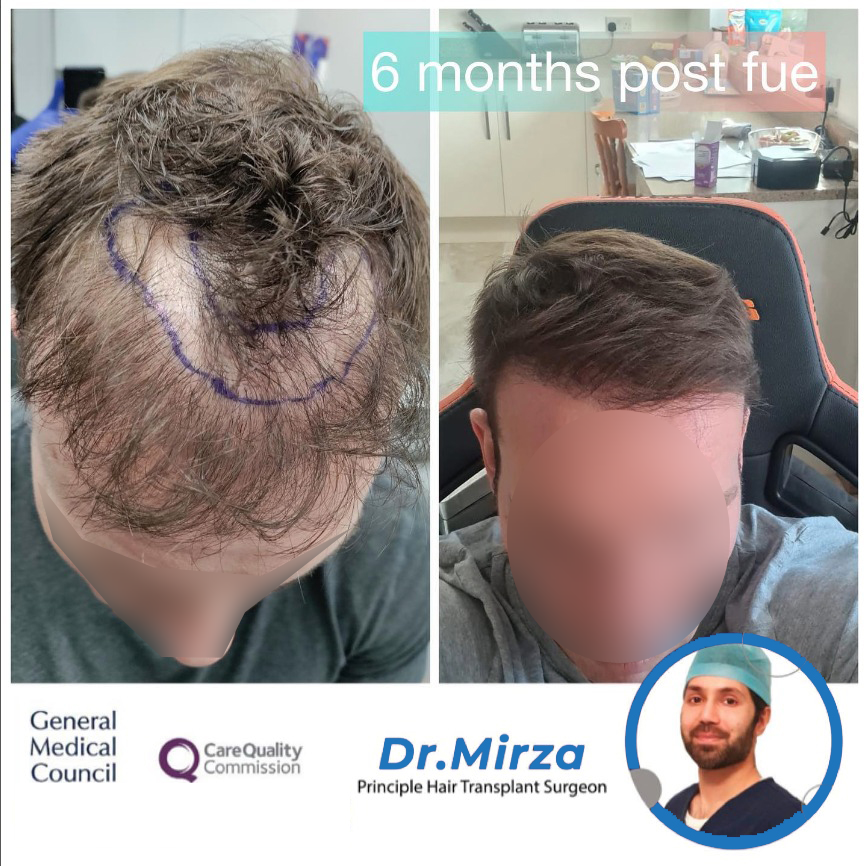 6 months post fue
General
Medical
Council
CareQuality
Commission
Dr.Mirza
Principle Hair Transplant Surgeon